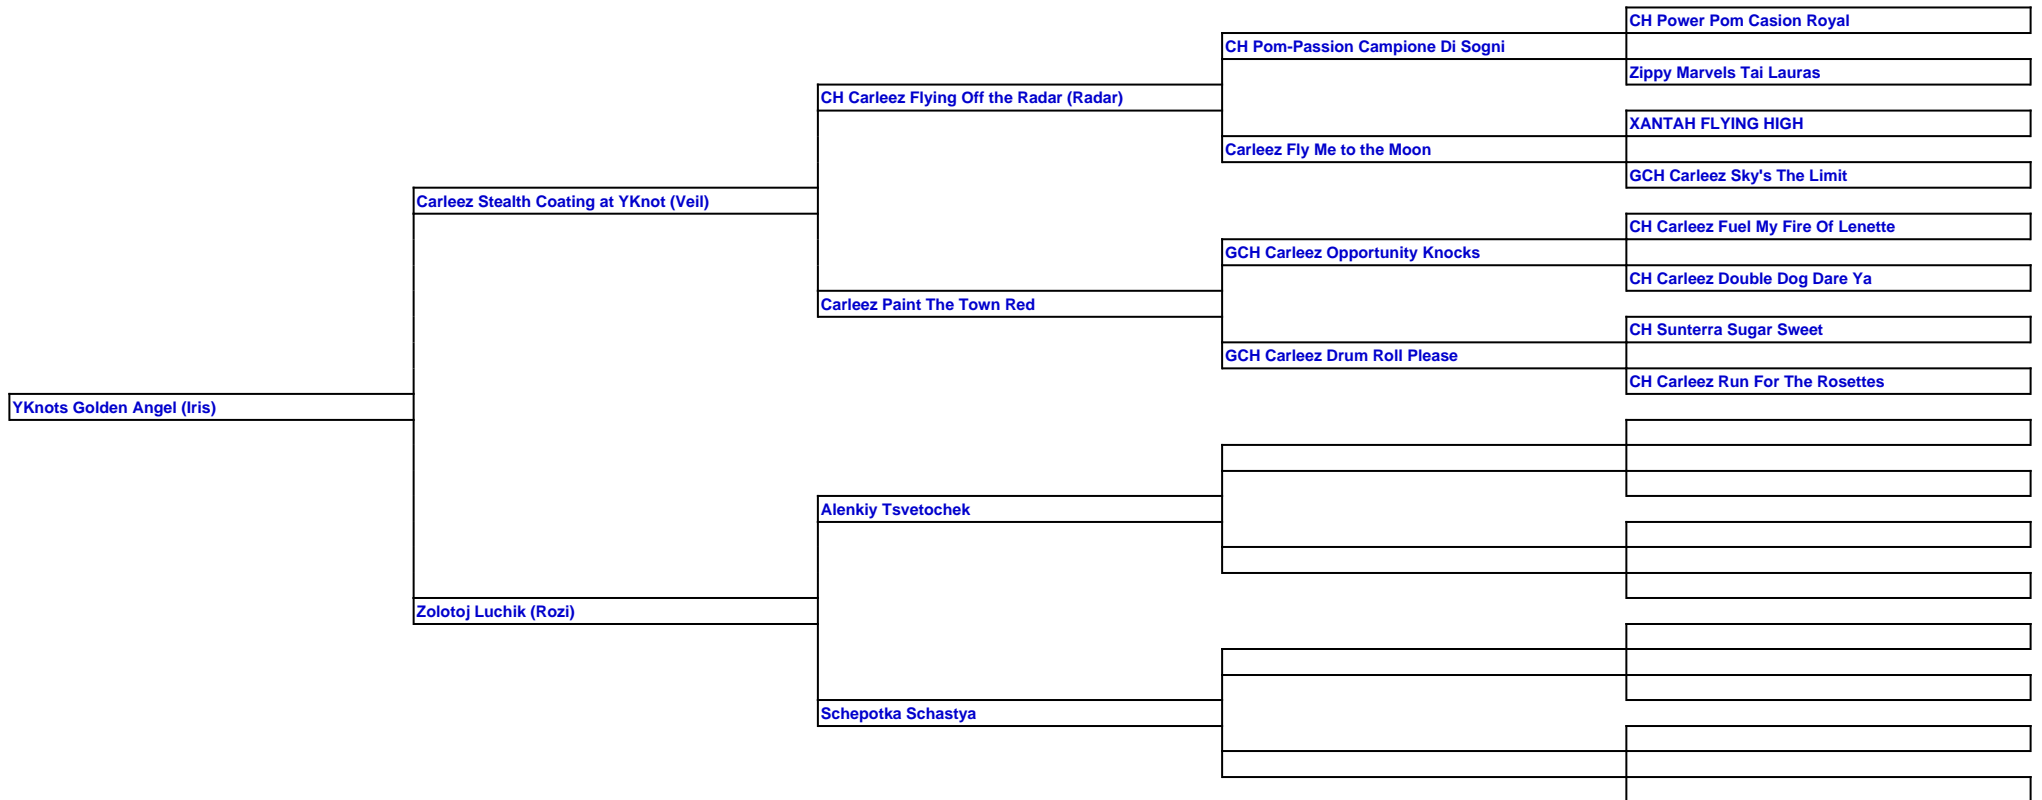 CH Power Pom Casion Royal
CH Pom-Passion Campione Di Sogni
Zippy Marvels Tai Lauras
CH Carleez Flying Off the Radar (Radar)
XANTAH FLYING HIGH
Carleez Fly Me to the Moon
GCH Carleez Sky's The Limit
Carleez Stealth Coating at YKnot (Veil)
CH Carleez Fuel My Fire Of Lenette
GCH Carleez Opportunity Knocks
CH Carleez Double Dog Dare Ya
Carleez Paint The Town Red
CH Sunterra Sugar Sweet
GCH Carleez Drum Roll Please
CH Carleez Run For The Rosettes
YKnots Golden Angel (Iris)
Alenkiy Tsvetochek
Zolotoj Luchik (Rozi)
Schepotka Schastya